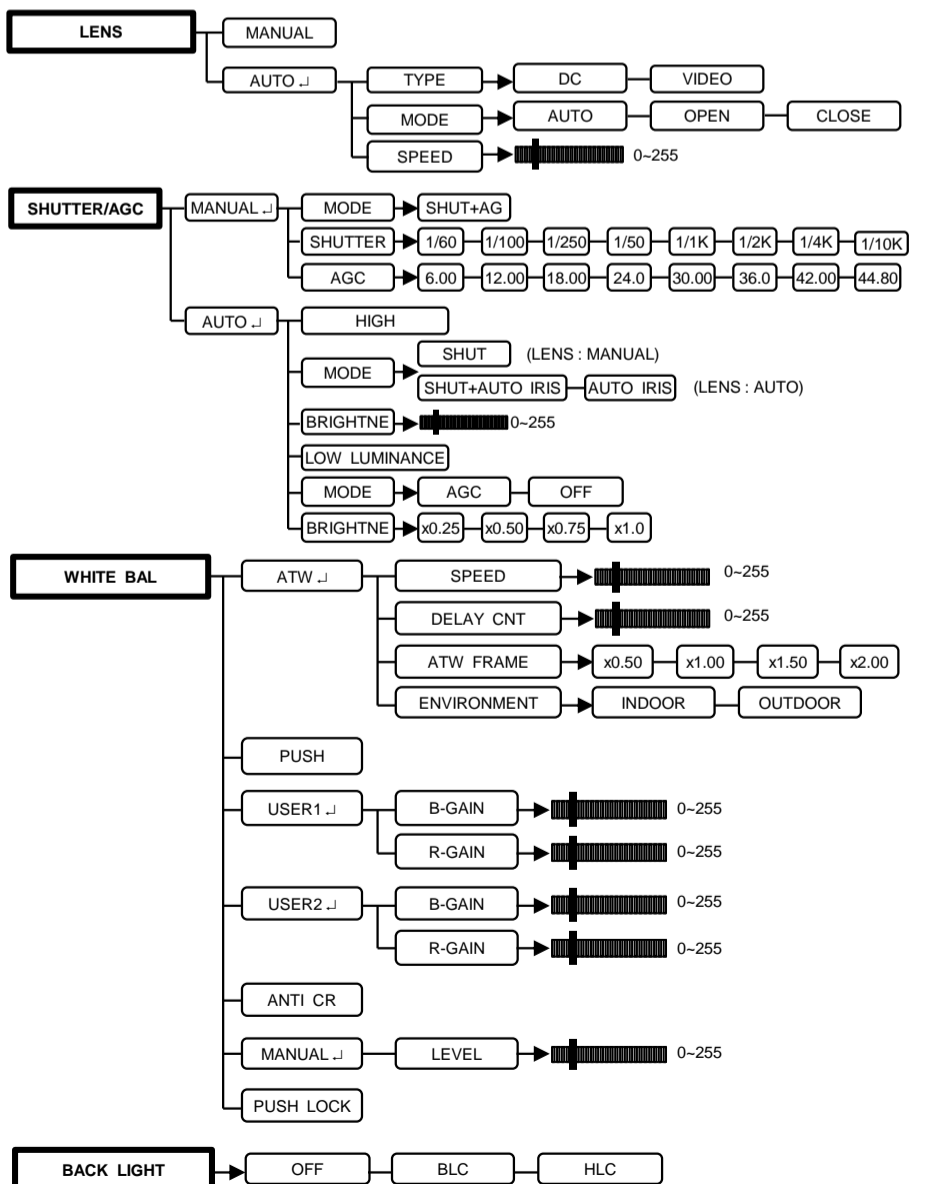 LENS MANUAL
AUTO ↵ TYPE DC VIDEO
MODE AUTO OPEN CLOSE
SPEED 0~255
SHUTTER/AGC MANUAL ↵ MODE SHUT+AG
SHUTTER 1/60 1/100 1/250 1/50 1/1K 1/2K 1/4K 1/10K
AGC 6.00 12.00 18.00 24.0 30.00 36.0 42.00 44.80
AUTO ↵ HIGH
MODE SHUT (LENS : MANUAL)
SHUT+AUTO IRIS AUTO IRIS (LENS : AUTO)
BRIGHTNE 0~255
LOW LUMINANCE
MODE AGC OFF
BRIGHTNE x0.25 x0.50 x0.75 x1.0
WHITE BAL ATW ↵ SPEED 0~255
DELAY CNT 0~255
ATW FRAME x0.50 x1.00 x1.50 x2.00
ENVIRONMENT INDOOR OUTDOOR
PUSH
USER1 ↵ B-GAIN 0~255
R-GAIN 0~255
USER2 ↵ B-GAIN 0~255
R-GAIN 0~255
ANTI CR
MANUAL ↵ LEVEL 0~255
PUSH LOCK
BACK LIGHT OFF BLC HLC